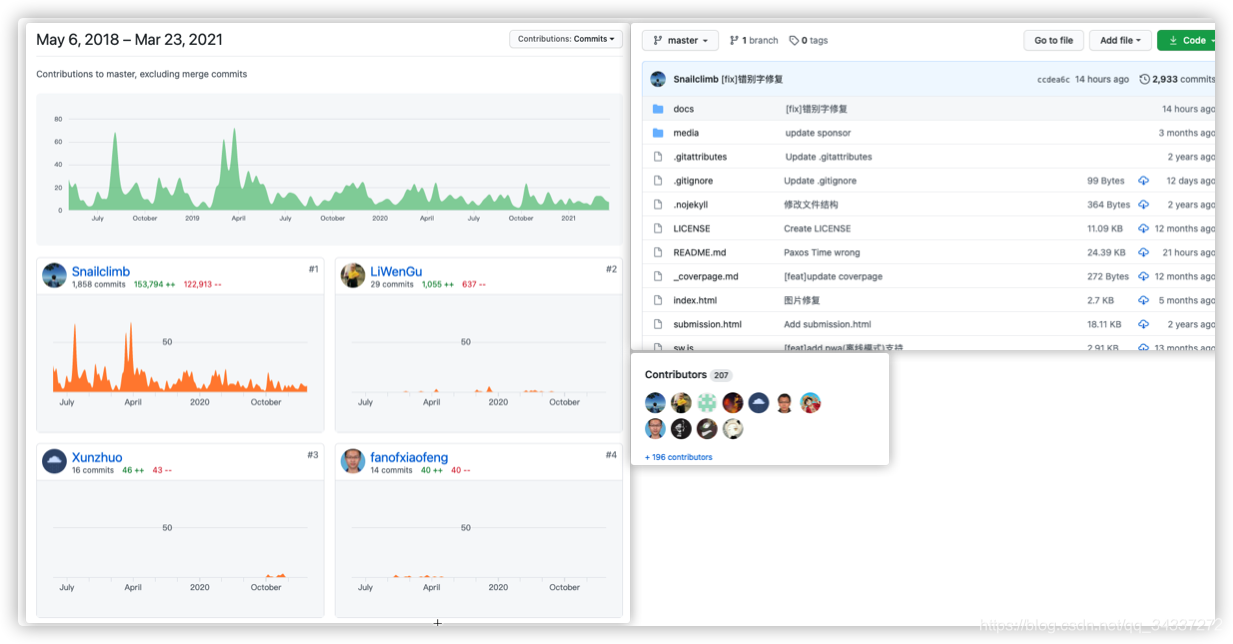 May 6, 2018 – Mar 23, 2021
Contributions: Commits
Contributions to master, excluding merge commits
80
60
40
20
0
July October 2019 April July October 2020 April July October 2021
Snailclimb #1
1,858 commits 153,794 ++ 122,913 --
50
July April 2020 October
LiWenGu #2
29 commits 1,055 ++ 637 --
50
July April 2020 October
Xunzhuo #3
16 commits 46 ++ 43 --
50
July April 2020 October
fanofxiaofeng #4
14 commits 40 ++ 40 --
50
July April 2020 October
master 1 branch 0 tags Go to file Add file Code
Snailclimb [fix]错别字修复 ccdea6c 14 hours ago 2,933 commits
docs [fix]错别字修复 14 hours ago
media update sponsor 3 months ago
.gitattributes Update .gitattributes 2 years ago
.gitignore Update .gitignore 99 Bytes 12 days ago
.nojekyll 修改文件结构 364 Bytes 2 years ago
LICENSE Create LICENSE 11.09 KB 12 months ago
README.md Paxos Time wrong 24.39 KB 21 hours ago
_coverpage.md [feat]update coverpage 272 Bytes 12 months ago
index.html 图片修复 2.7 KB 5 months ago
submission.html Add submission.html 18.11 KB 2 years ago
sw.js [feat]add pwa(离线模式)支持 2.91 KB 13 months ago
Contributors 207
+ 196 contributors
https://blog.csdn.net/qq_34337272